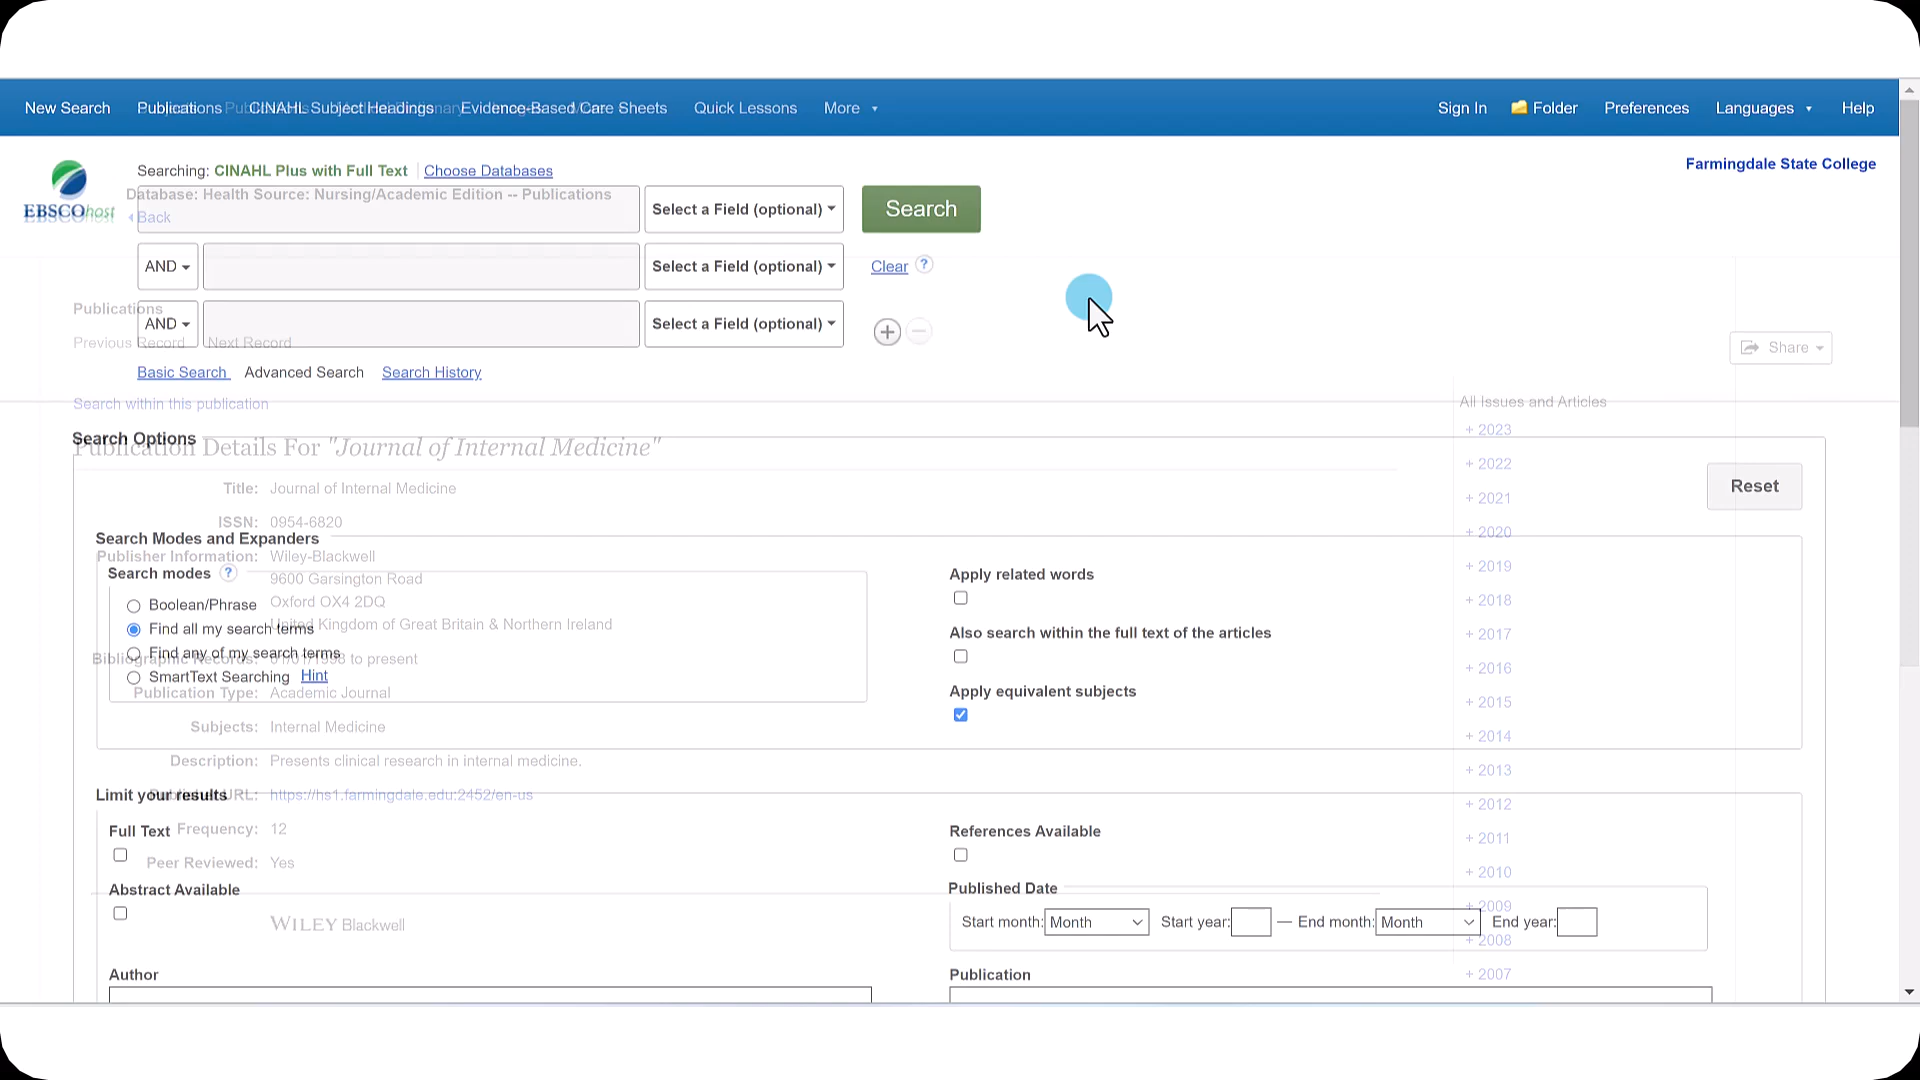 New Search Publications CINAHL Subject Headings Evidence-Based Care Sheets Quick Lessons More Sign In Folder Preferences Languages Help
Searching: CINAHL Plus with Full Text Choose Databases
Farmingdale State College
Database: Health Source: Nursing/Academic Edition -- Publications
EBSCOhost
Back
Select a Field (optional) Search
AND Select a Field (optional) Clear ?
Publications
AND Select a Field (optional)
Previous Record Next Record
Share
Basic Search Advanced Search Search History
Search within this publication
All Issues and Articles
+ 2023
Search Options
Publication Details For "Journal of Internal Medicine"
+ 2022
Title: Journal of Internal Medicine
Reset
+ 2021
ISSN: 0954-6820
+ 2020
Search Modes and Expanders
Publisher Information: Wiley-Blackwell
+ 2019
Search modes ?
9600 Garsington Road
Apply related words
Boolean/Phrase
Oxford OX4 2DQ
+ 2018
Find all my search terms
United Kingdom of Great Britain & Northern Ireland
Also search within the full text of the articles
+ 2017
Find any of my search terms
Bibliographic Records: 01/01/1998 to present
+ 2016
SmartText Searching Hint
Publication Type: Academic Journal
Apply equivalent subjects
+ 2015
Subjects: Internal Medicine
+ 2014
Description: Presents clinical research in internal medicine.
+ 2013
Limit your results
URL: https://hs1.farmingdale.edu:2452/en-us
+ 2012
Full Text
Frequency: 12
References Available
+ 2011
Peer Reviewed: Yes
+ 2010
Abstract Available
Published Date
+ 2009
Start month: Month Start year: — End month: Month End year:
WILEY Blackwell
+ 2008
Author
Publication
+ 2007